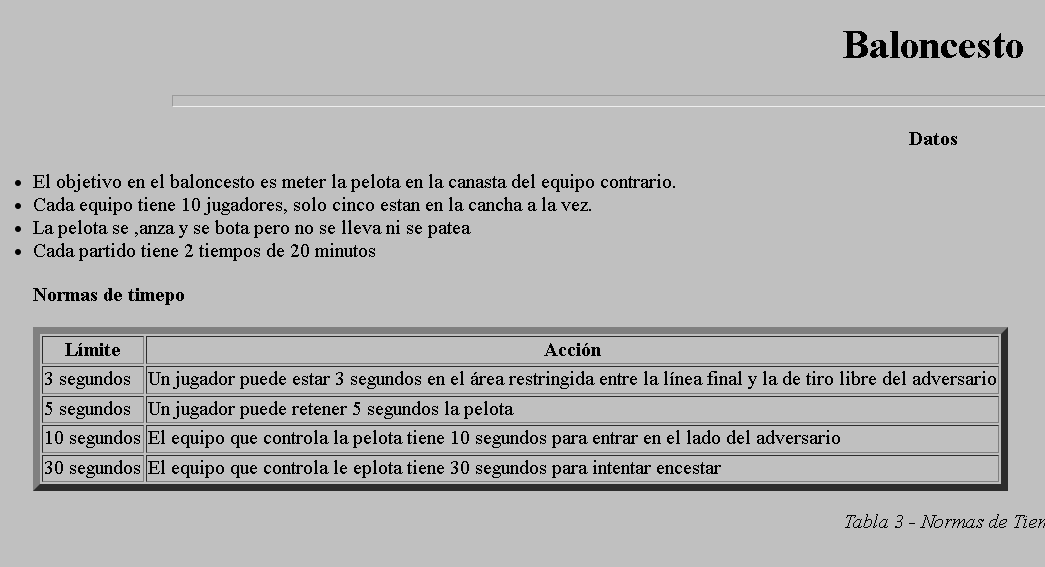 Baloncesto
Datos
El objetivo en el baloncesto es meter la pelota en la canasta del equipo contrario.
Cada equipo tiene 10 jugadores, solo cinco estan en la cancha a la vez.
La pelota se ,anza y se bota pero no se lleva ni se patea
Cada partido tiene 2 tiempos de 20 minutos
Normas de timepo
Límite Acción
3 segundos Un jugador puede estar 3 segundos en el área restringida entre la línea final y la de tiro libre del adversario
5 segundos Un jugador puede retener 5 segundos la pelota
10 segundos El equipo que controla la pelota tiene 10 segundos para entrar en el lado del adversario
30 segundos El equipo que controla le eplota tiene 30 segundos para intentar encestar
Tabla 3 - Normas de